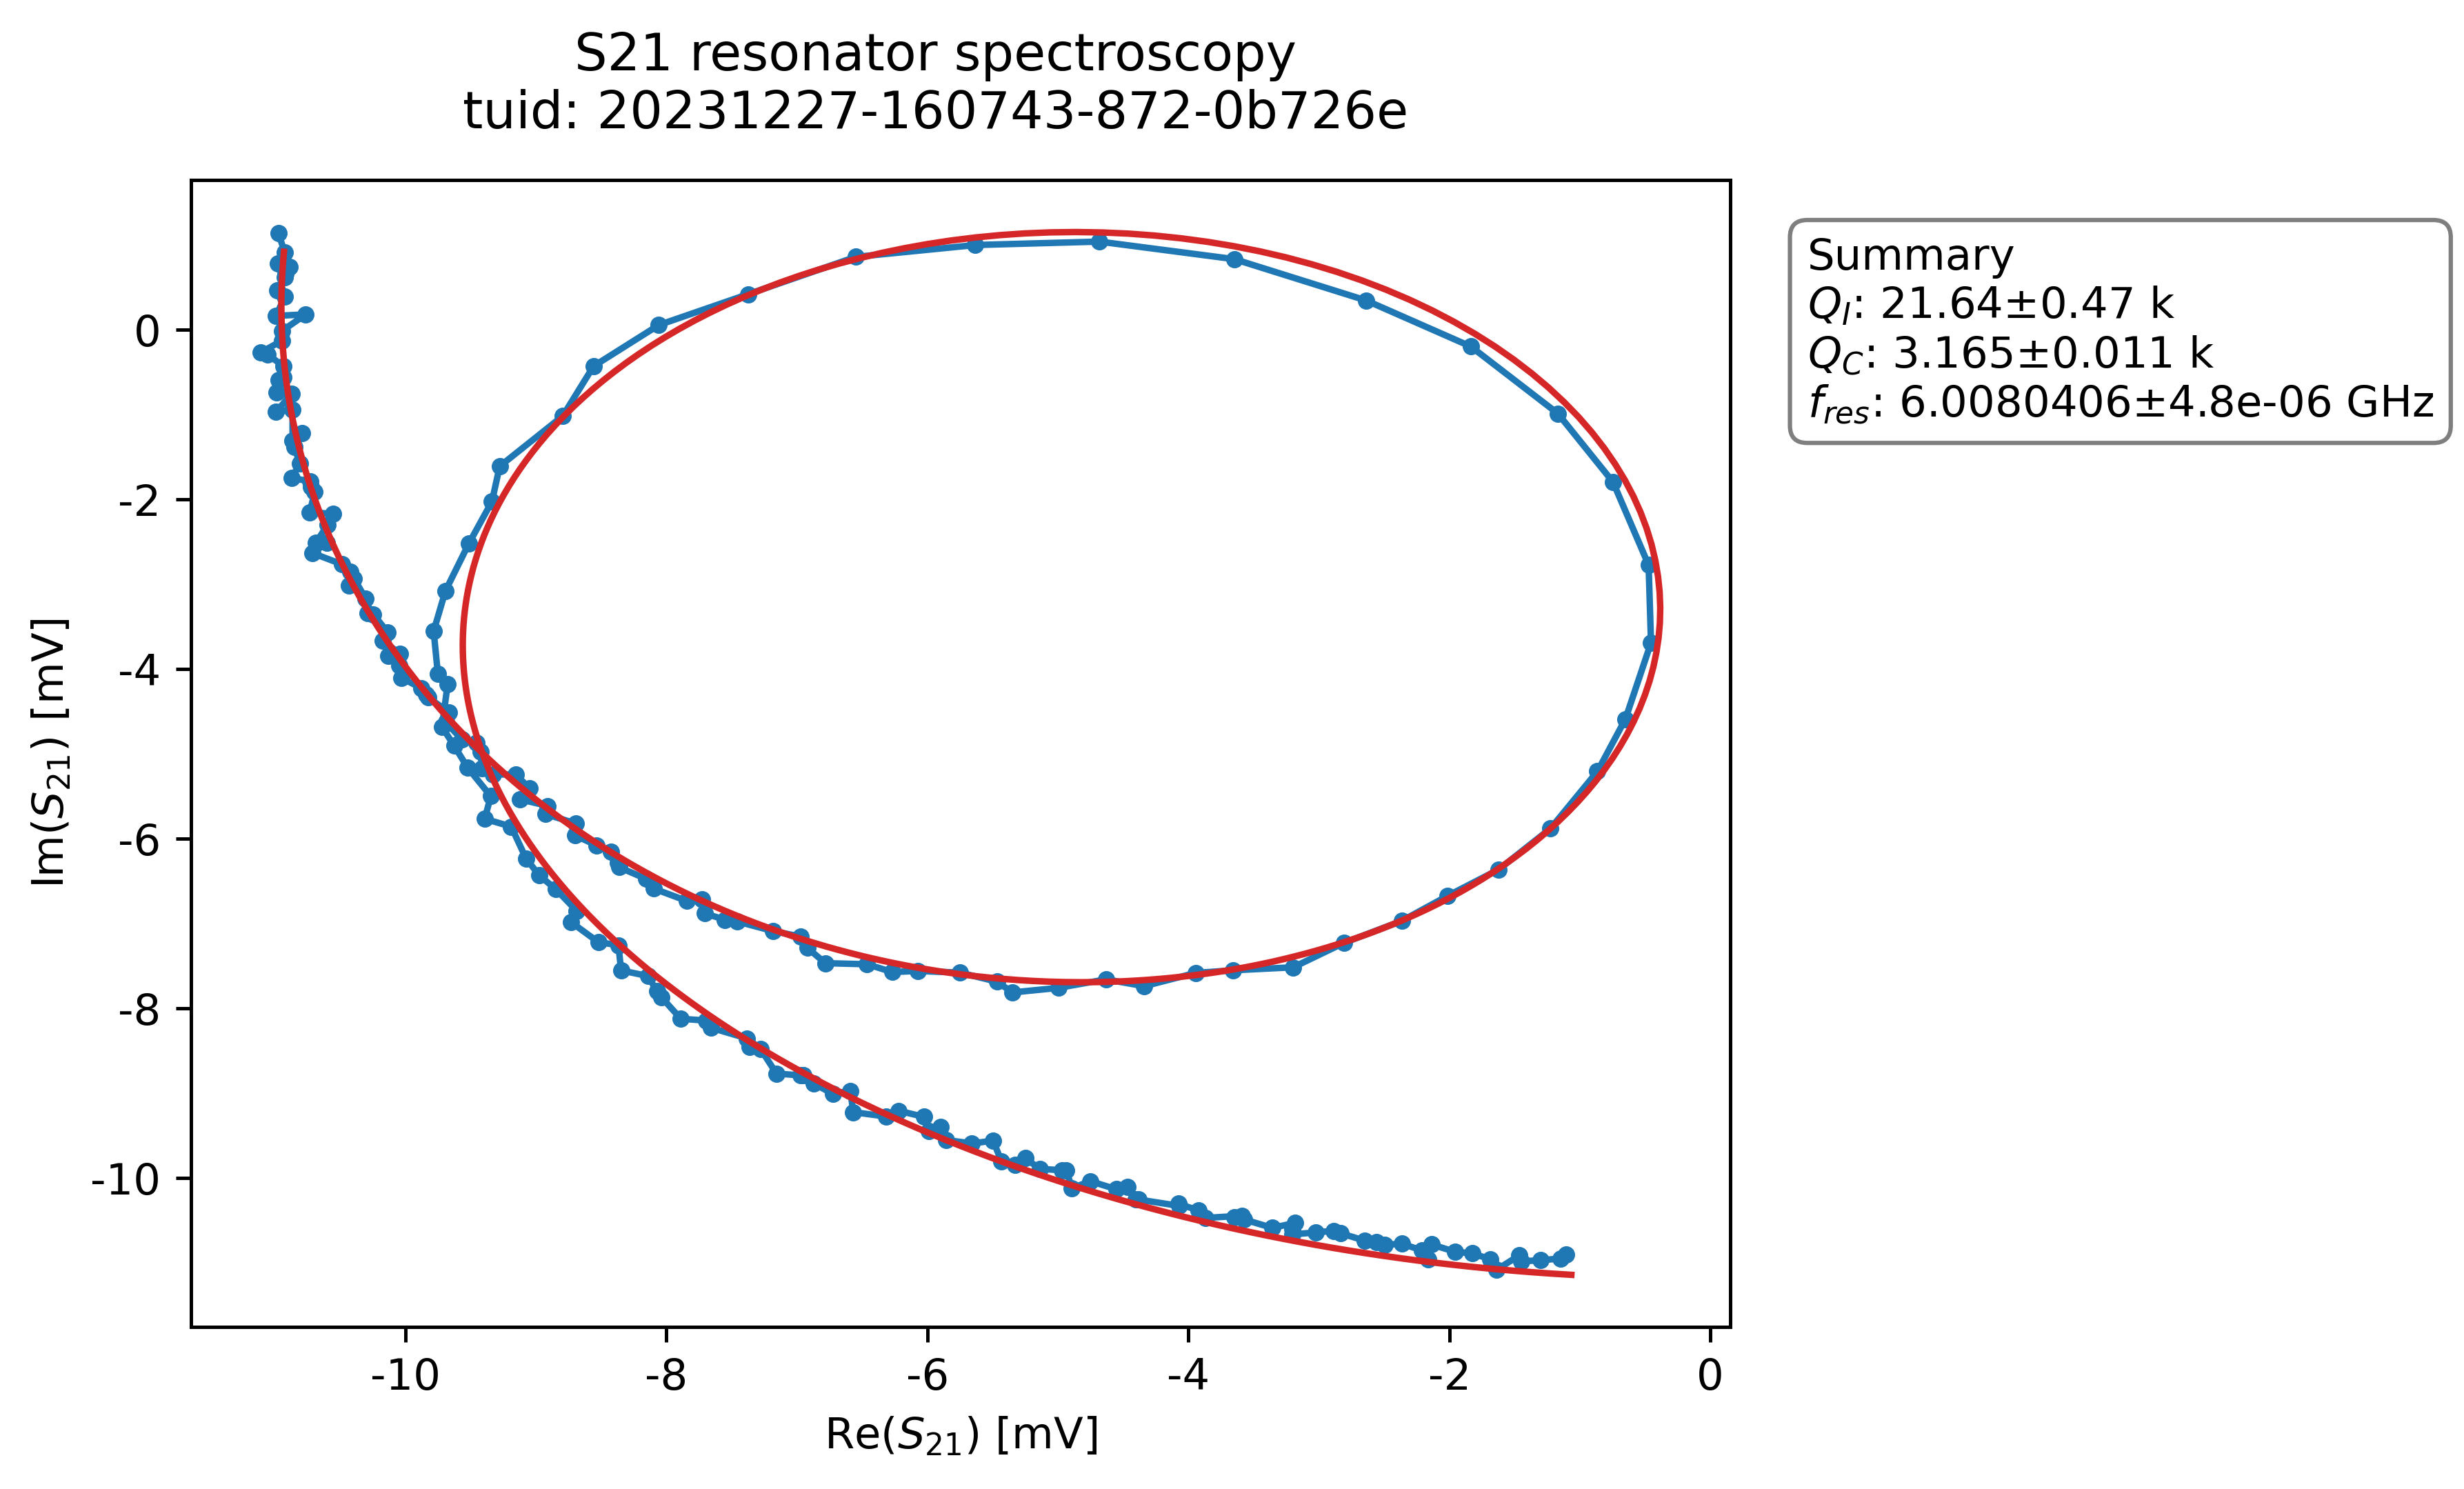 S21 resonator spectroscopy
tuid: 20231227-160743-872-0b726e
Summary
Q_I: 21.64±0.47 k
Q_C: 3.165±0.011 k
f_res: 6.0080406±4.8e-06 GHz
Im(S_21) [mV]
0
-2
-4
-6
-8
-10
-10 -8 -6 -4 -2 0
Re(S_21) [mV]